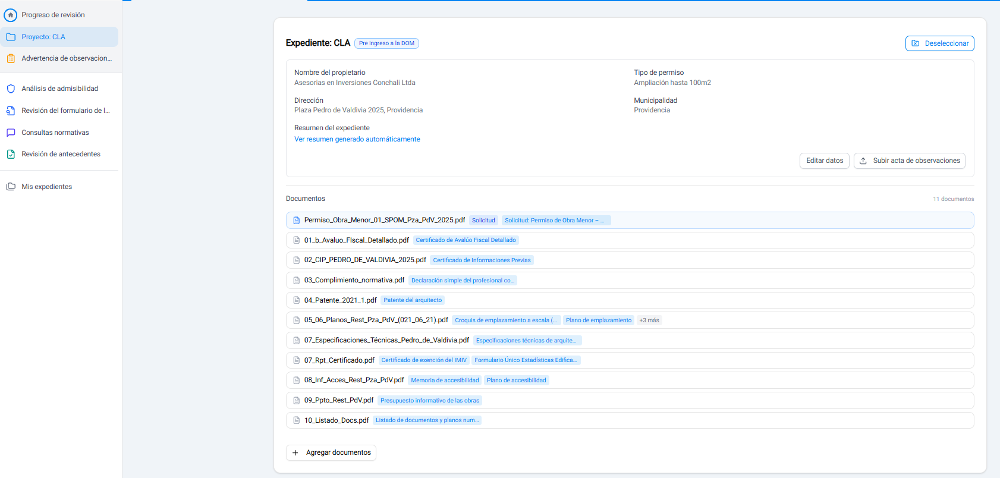 Progreso de revisión
Proyecto: CLA
Advertencia de observacion...
Análisis de admisibilidad
Revisión del formulario de l...
Consultas normativas
Revisión de antecedentes
Mis expedientes
Expediente: CLA Pre ingreso a la DOM
Deseleccionar
Nombre del propietario
Asesorias en Inversiones Conchali Ltda
Tipo de permiso
Ampliación hasta 100m2
Dirección
Plaza Pedro de Valdivia 2025, Providencia
Municipalidad
Providencia
Resumen del expediente
Ver resumen generado automáticamente
Editar datos
Subir acta de observaciones
Documentos
11 documentos
Permiso_Obra_Menor_01_SPOM_Pza_PdV_2025.pdf Solicitud Solicitud: Permiso de Obra Menor – ...
01_b_Avaluo_FIscal_Detallado.pdf Certificado de Avalúo Fiscal Detallado
02_CIP_PEDRO_DE_VALDIVIA_2025.pdf Certificado de Informaciones Previas
03_Complimiento_normativa.pdf Declaración simple del profesional co...
04_Patente_2021_1.pdf Patente del arquitecto
05_06_Planos_Rest_Pza_PdV_(021_06_21).pdf Croquis de emplazamiento a escala (... Plano de emplazamiento +3 más
07_Especificaciones_Técnicas_Pedro_de_Valdivia.pdf Especificaciones técnicas de arquite...
07_Rpt_Certificado.pdf Certificado de exención del IMIV Formulario Único Estadísticas Edifica...
08_Inf_Acces_Rest_Pza_PdV.pdf Memoria de accesibilidad Plano de accesibilidad
09_Ppto_Rest_PdV.pdf Presupuesto informativo de las obras
10_Listado_Docs.pdf Listado de documentos y planos num...
+ Agregar documentos